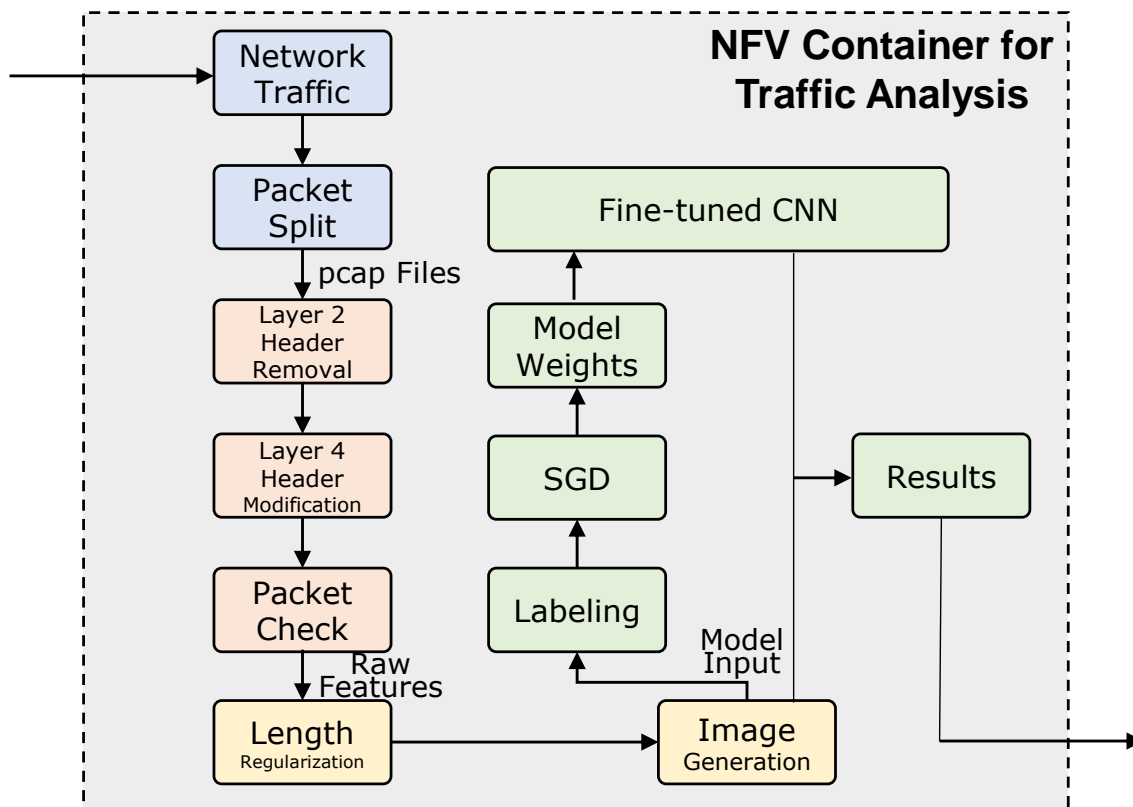 NFV Container for
Traffic Analysis
Network
Traffic
Packet
Split
pcap Files
Layer 2
Header
Removal
Layer 4
Header
Modification
Packet
Check
Raw
Features
Length
Regularization
Image
Generation
Model
Input
Labeling
SGD
Model
Weights
Fine-tuned CNN
Results